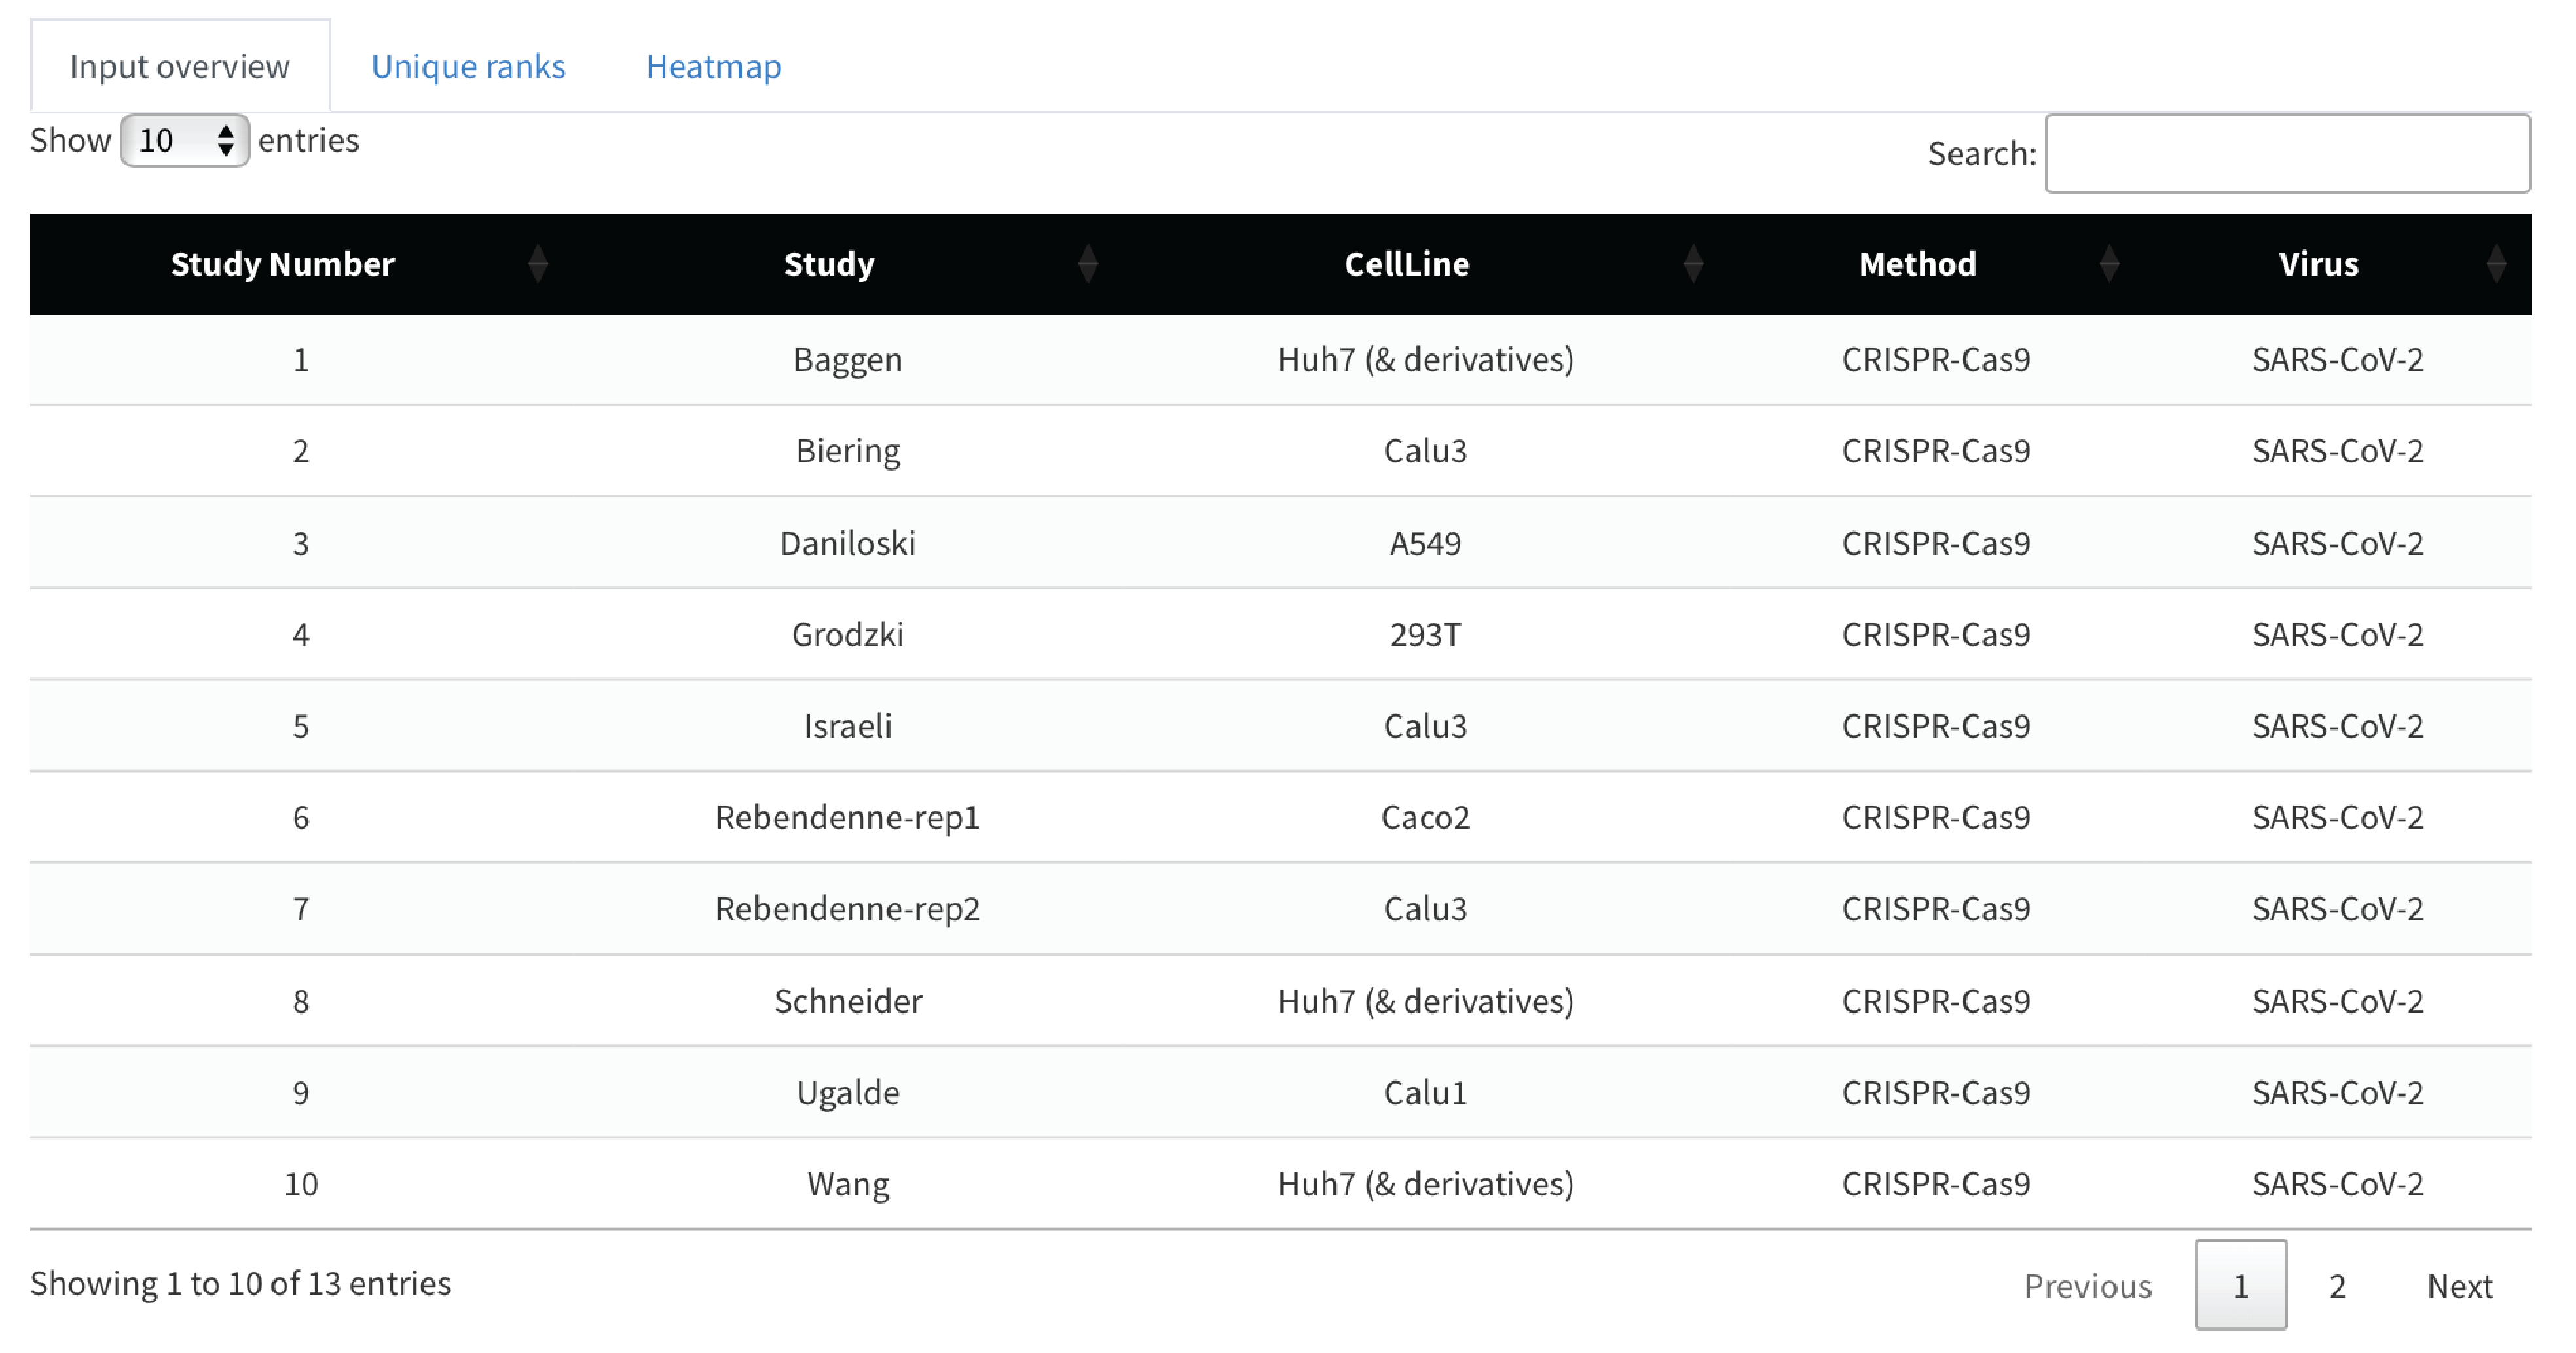 Input overview Unique ranks Heatmap
Show 10 entries
Search:
Study Number Study CellLine Method Virus
1 Baggen Huh7 (& derivatives) CRISPR-Cas9 SARS-CoV-2
2 Biering Calu3 CRISPR-Cas9 SARS-CoV-2
3 Daniloski A549 CRISPR-Cas9 SARS-CoV-2
4 Grodzki 293T CRISPR-Cas9 SARS-CoV-2
5 Israeli Calu3 CRISPR-Cas9 SARS-CoV-2
6 Rebendenne-rep1 Caco2 CRISPR-Cas9 SARS-CoV-2
7 Rebendenne-rep2 Calu3 CRISPR-Cas9 SARS-CoV-2
8 Schneider Huh7 (& derivatives) CRISPR-Cas9 SARS-CoV-2
9 Ugalde Calu1 CRISPR-Cas9 SARS-CoV-2
10 Wang Huh7 (& derivatives) CRISPR-Cas9 SARS-CoV-2
Showing 1 to 10 of 13 entries
Previous 1 2 Next